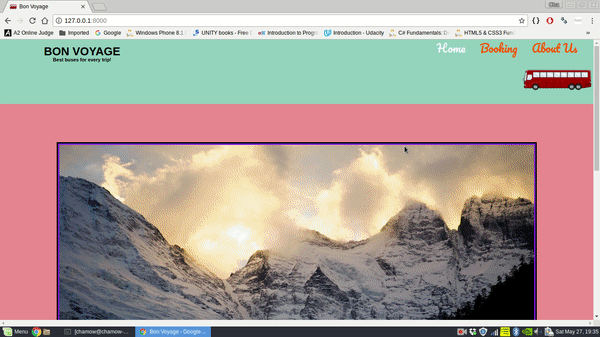 Bon Voyage
127.0.0.1:8000
A2 Online Judge
Imported
Google
Windows Phone 8.1
UNITY books - Free
Introduction to Progr
Introduction - Udacity
C# Fundamentals: D
HTML5 & CSS3 Fun
BON VOYAGE
Best buses for every trip!
Home
Booking
About Us
Menu
[chamow@chamow-...
Bon Voyage - Google ...
Sat May 27, 19:35